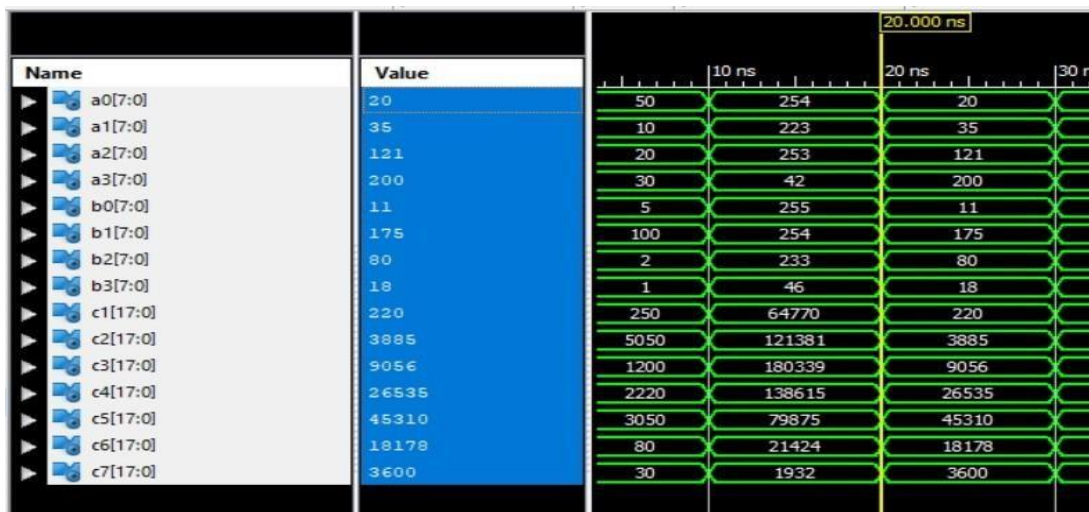 20.000 ns
Name Value 10 ns 20 ns 30 n
a0[7:0] 20 50 254 20
a1[7:0] 35 10 223 35
a2[7:0] 121 20 253 121
a3[7:0] 200 30 42 200
b0[7:0] 11 5 255 11
b1[7:0] 175 100 254 175
b2[7:0] 80 2 233 80
b3[7:0] 18 1 46 18
c1[17:0] 220 250 64770 220
c2[17:0] 3885 5050 121381 3885
c3[17:0] 9056 1200 180339 9056
c4[17:0] 26535 2220 138615 26535
c5[17:0] 45310 3050 79875 45310
c6[17:0] 18178 80 21424 18178
c7[17:0] 3600 30 1932 3600